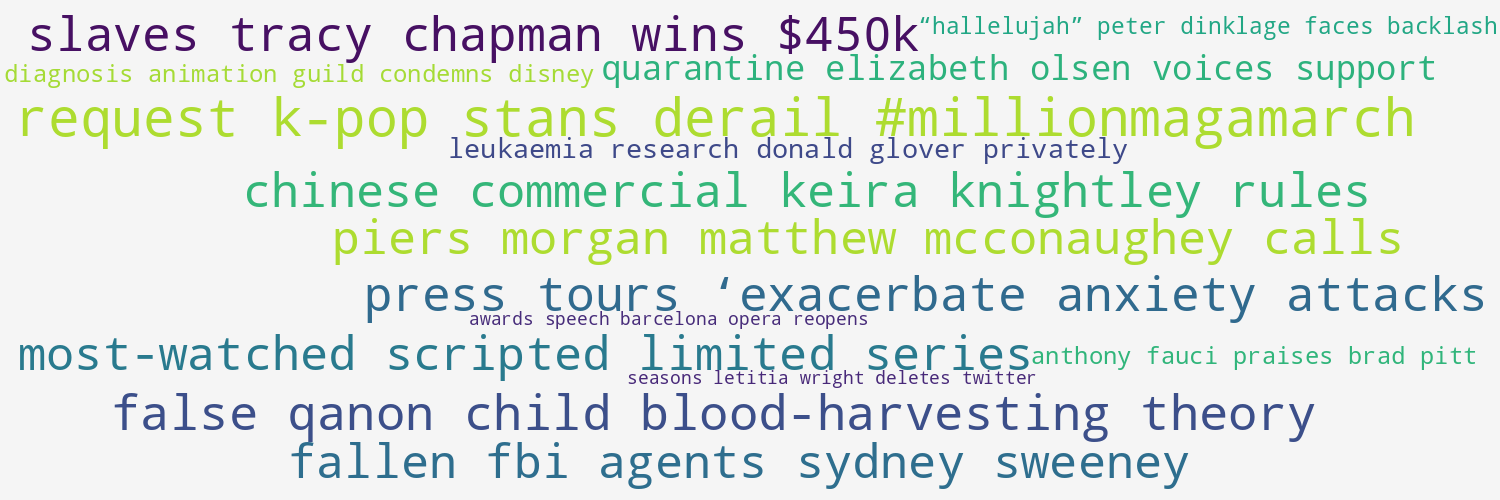 slaves tracy chapman wins $450k
“hallelujah” peter dinklage faces backlash
diagnosis animation guild condemns disney
quarantine elizabeth olsen voices support
request k-pop stans derail #millionmagamarch
leukaemia research donald glover privately
chinese commercial keira knightley rules
piers morgan matthew mcconaughey calls
press tours ‘exacerbate anxiety attacks
awards speech barcelona opera reopens
most-watched scripted limited series
anthony fauci praises brad pitt
seasons letitia wright deletes twitter
false qanon child blood-harvesting theory
fallen fbi agents sydney sweeney